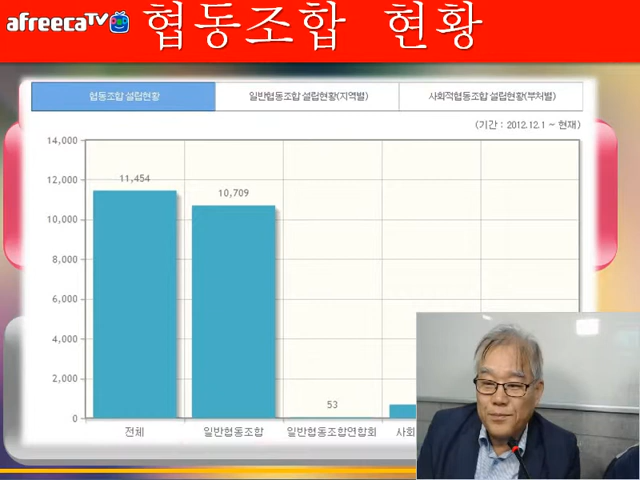 afreecaTV 협동조합 현황
협동조합 설립현황
일반협동조합 설립현황(지역별)
사회적협동조합 설립현황(부처별)
(기간 : 2012.12.1 ~ 현재)
14,000
12,000
10,000
8,000
6,000
4,000
2,000
0
11,454
10,709
53
전체
일반협동조합
일반협동조합연합회
사회